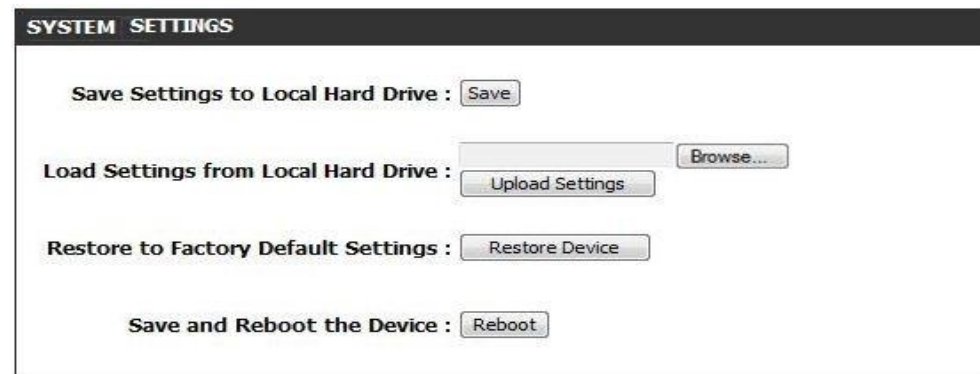 SYSTEM SETTINGS
Save Settings to Local Hard Drive : Save
Browse...
Load Settings from Local Hard Drive :
Upload Settings
Restore to Factory Default Settings : Restore Device
Save and Reboot the Device : Reboot